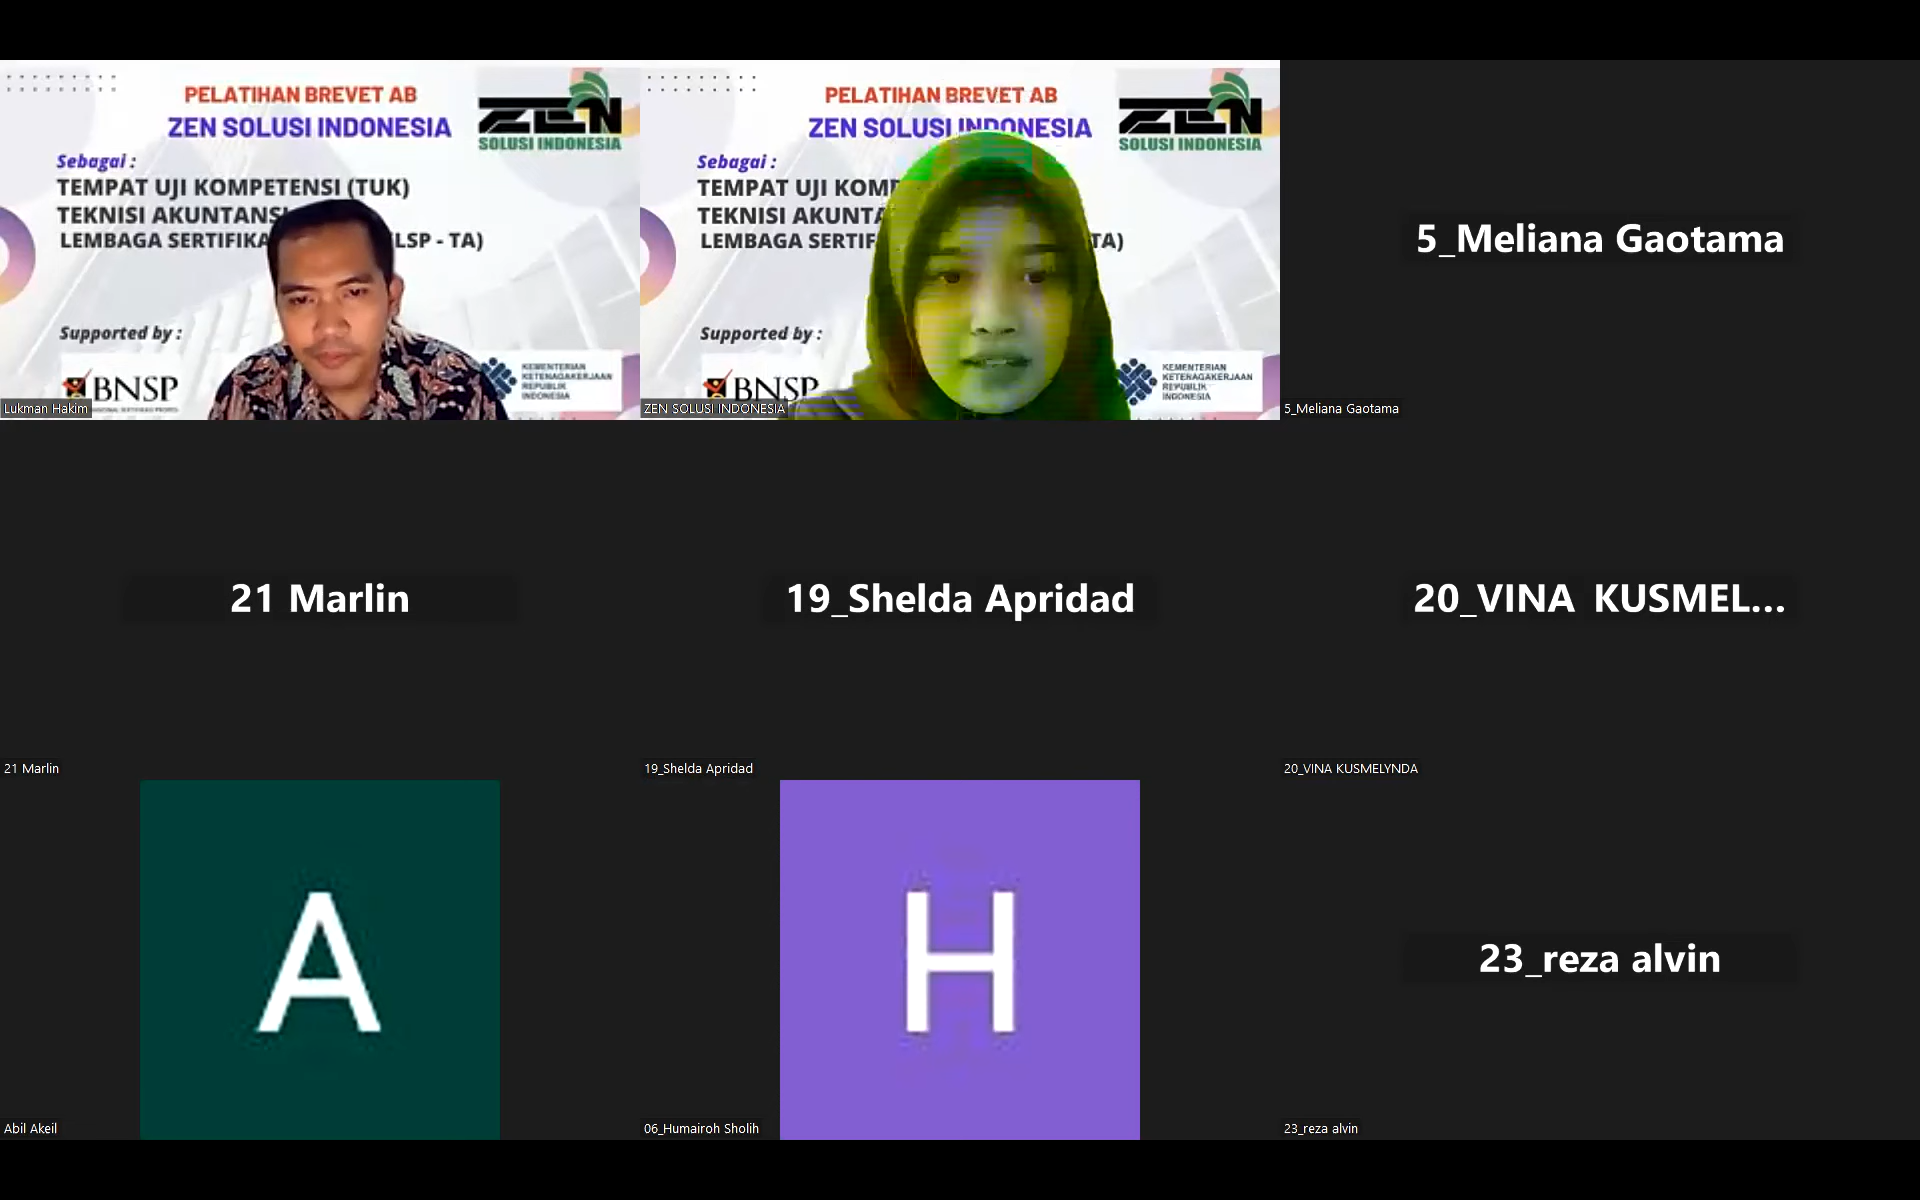 PELATIHAN BREVET AB
ZEN SOLUSI INDONESIA
ZEN
SOLUSI INDONESIA
Sebagai :
TEMPAT UJI KOMPETENSI (TUK)
TEKNISI AKUNTANSI
LEMBAGA SERTIFIKA LSP - TA)
Supported by :
BNSP
KEMENTERIAN
KETENAGAKERJAAN
REPUBLIK
INDONESIA
Lukman Hakim
PELATIHAN BREVET AB
ZEN SOLUSI INDONESIA
ZEN
SOLUSI INDONESIA
Sebagai :
TEMPAT UJI KOMP
TEKNISI AKUNTA
LEMBAGA SERTIF TA)
Supported by :
BNSP
KEMENTERIAN
KETENAGAKERJAAN
REPUBLIK
INDONESIA
ZEN SOLUSI INDONESIA
5_Meliana Gaotama
5_Meliana Gaotama
21 Marlin
21 Marlin
19_Shelda Apridad
19_Shelda Apridad
20_VINA KUSMEL...
20_VINA KUSMELYNDA
A
Abil Akeil
H
06_Humairoh Sholih
23_reza alvin
23_reza alvin